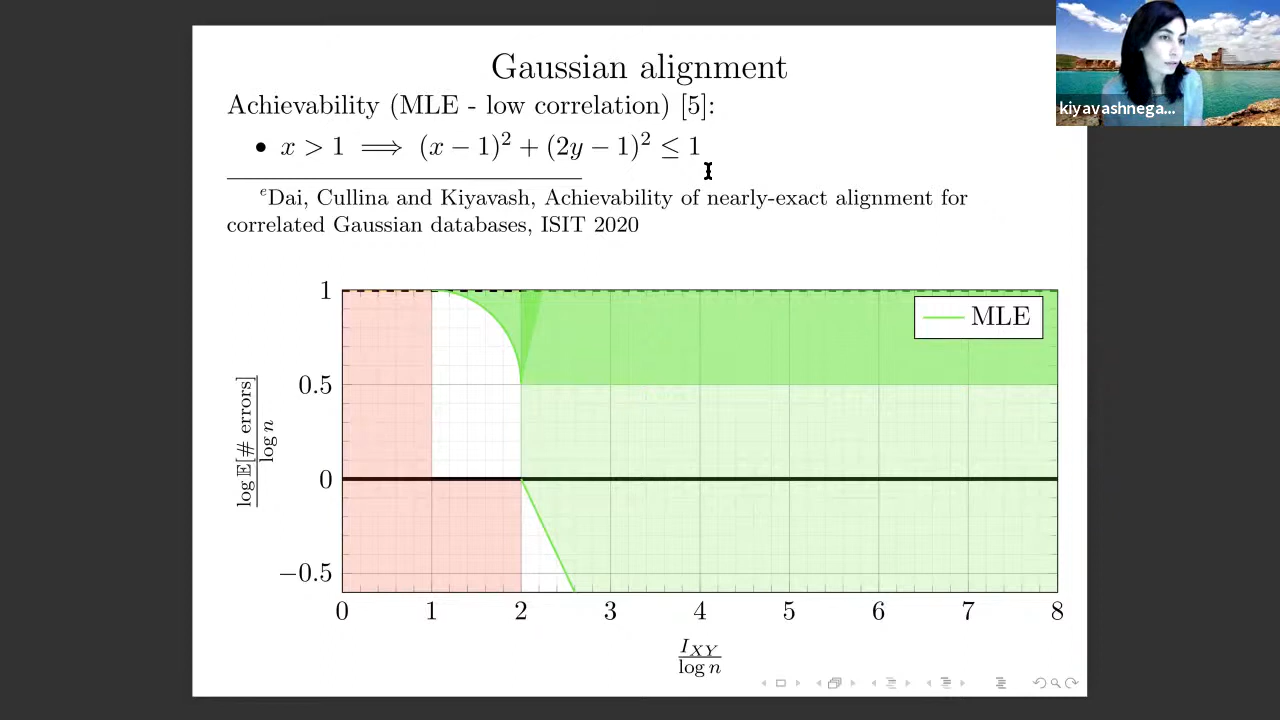 Gaussian alignment
Achievability (MLE - low correlation) [5]:
• x > 1 ⟹ (x − 1)² + (2y − 1)² ≤ 1
ᵉDai, Cullina and Kiyavash, Achievability of nearly-exact alignment for
correlated Gaussian databases, ISIT 2020
kiyavashnega...
MLE
1
0.5
0
−0.5
log 𝔼[# errors]
log n
0 1 2 3 4 5 6 7 8
I_XY
log n